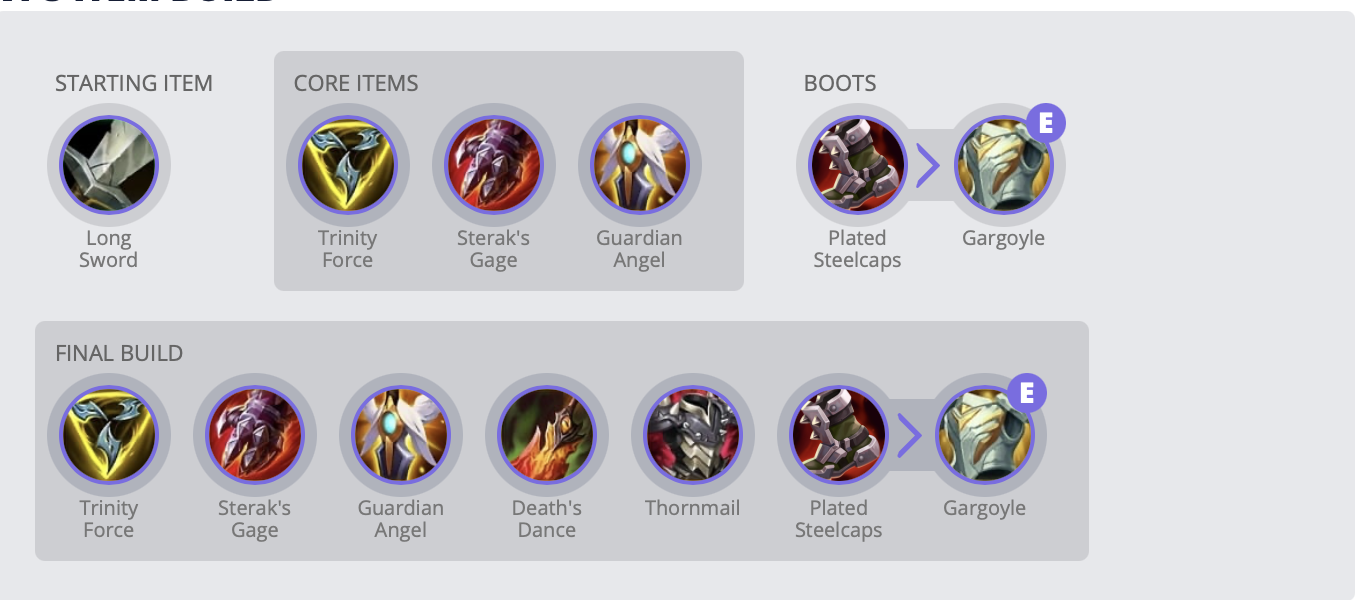 STARTING ITEM
CORE ITEMS
BOOTS
E
Long
Sword
Trinity
Force
Sterak's
Gage
Guardian
Angel
Plated
Steelcaps
Gargoyle
FINAL BUILD
E
Trinity
Force
Sterak's
Gage
Guardian
Angel
Death's
Dance
Thornmail
Plated
Steelcaps
Gargoyle